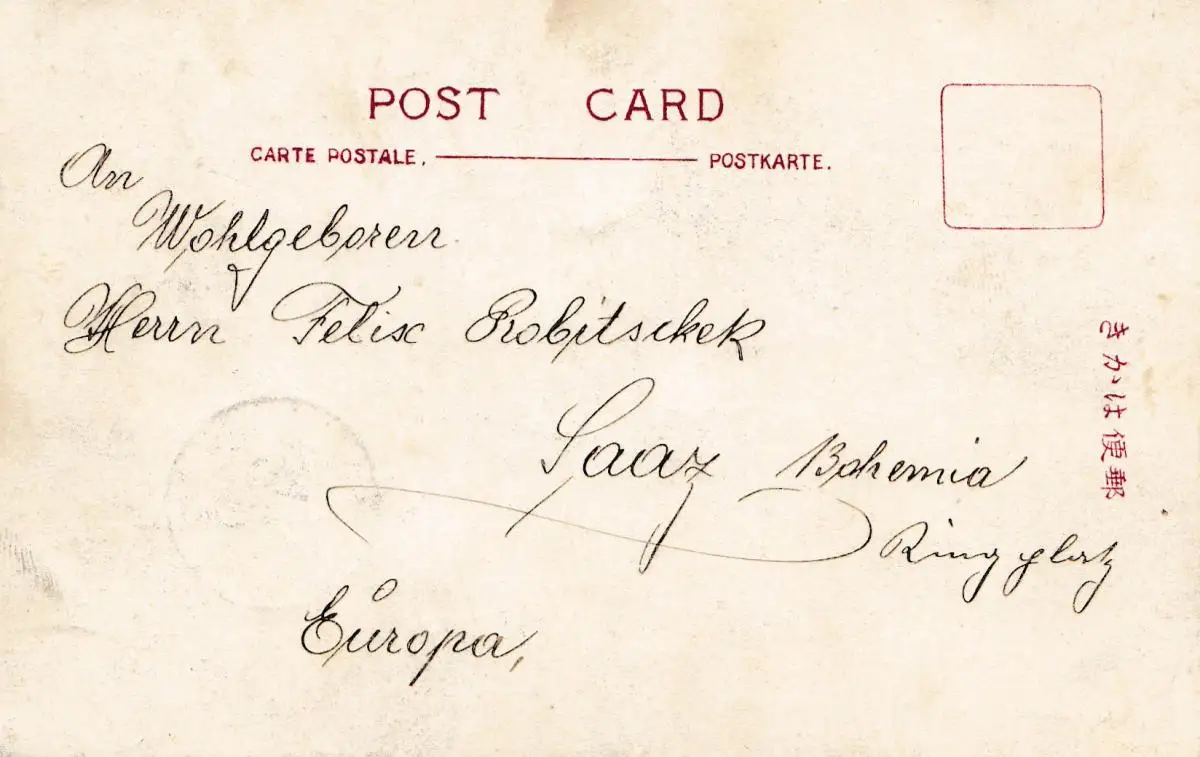 POST CARD
CARTE POSTALE. POSTKARTE.
An
Wohlgeboren
Herrn Felix Robitschek
Saaz Bohemia
Ringplatz
Europa,
きかは便郵